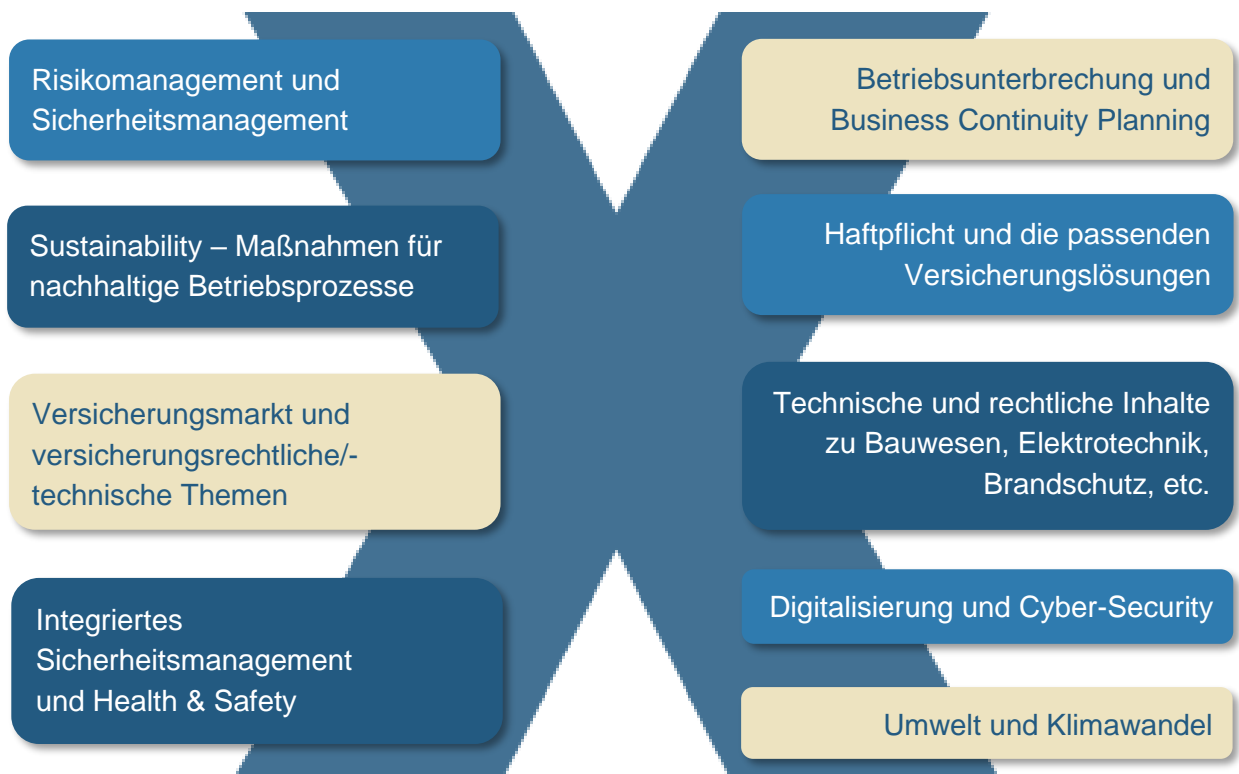 Risikomanagement und
Sicherheitsmanagement
Sustainability – Maßnahmen für
nachhaltige Betriebsprozesse
Versicherungsmarkt und
versicherungsrechtliche/-
technische Themen
Integriertes
Sicherheitsmanagement
und Health & Safety
Betriebsunterbrechung und
Business Continuity Planning
Haftpflicht und die passenden
Versicherungslösungen
Technische und rechtliche Inhalte
zu Bauwesen, Elektrotechnik,
Brandschutz, etc.
Digitalisierung und Cyber-Security
Umwelt und Klimawandel